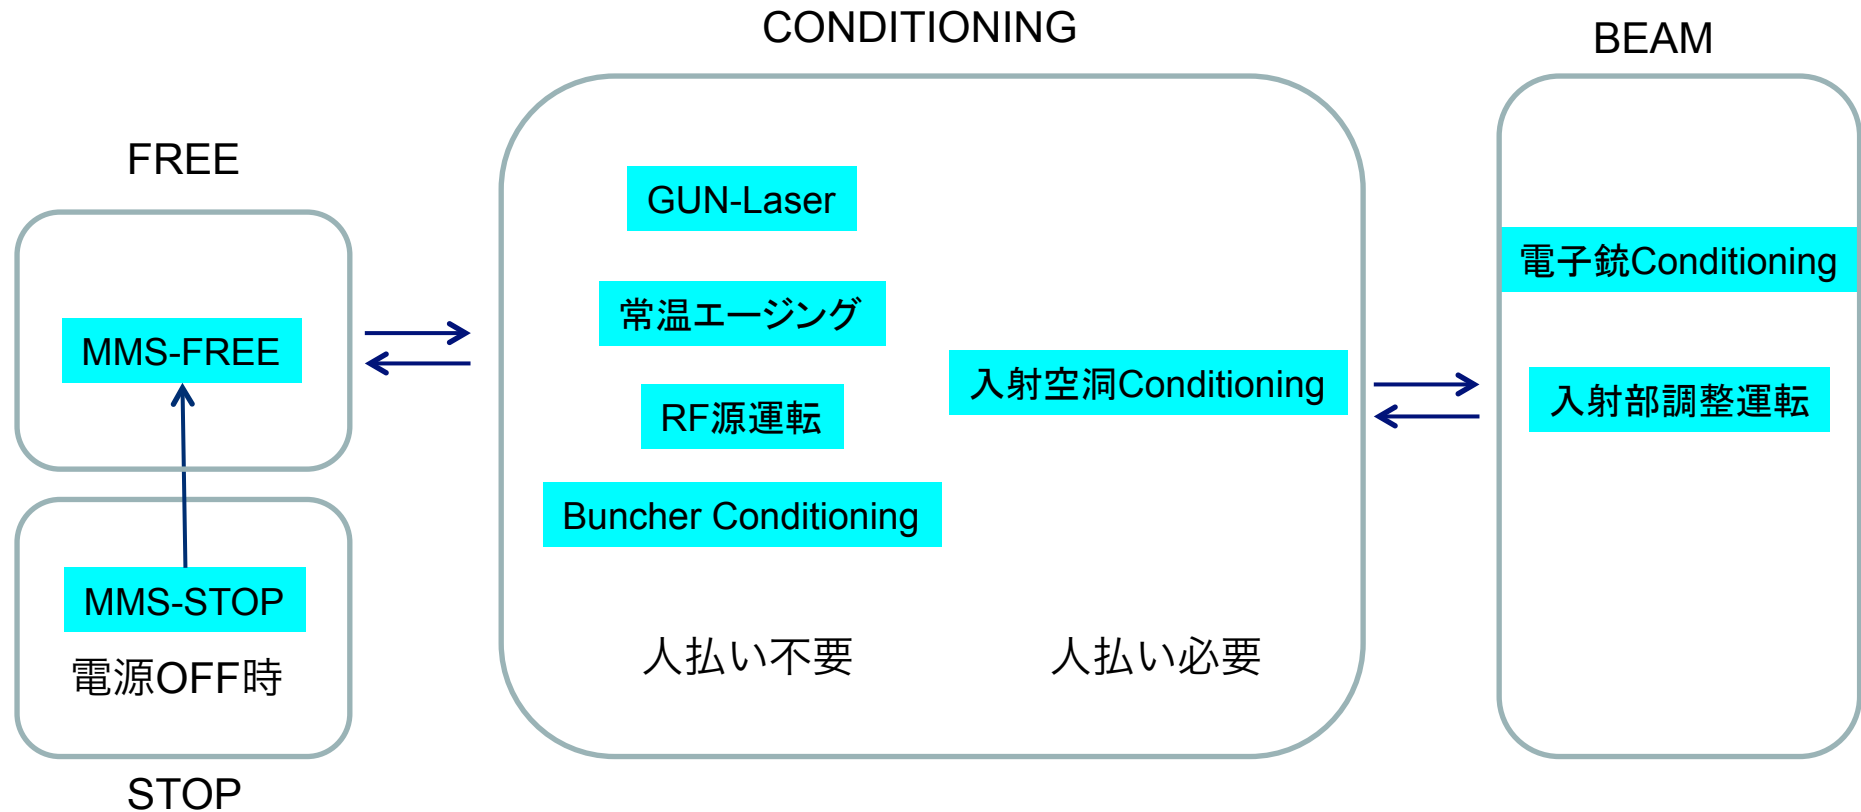 CONDITIONING
BEAM
FREE
GUN-Laser
電子銃Conditioning
常温エージング
MMS-FREE
入射空洞Conditioning
入射部調整運転
RF源運転
Buncher Conditioning
MMS-STOP
人払い不要
人払い必要
電源OFF時
STOP